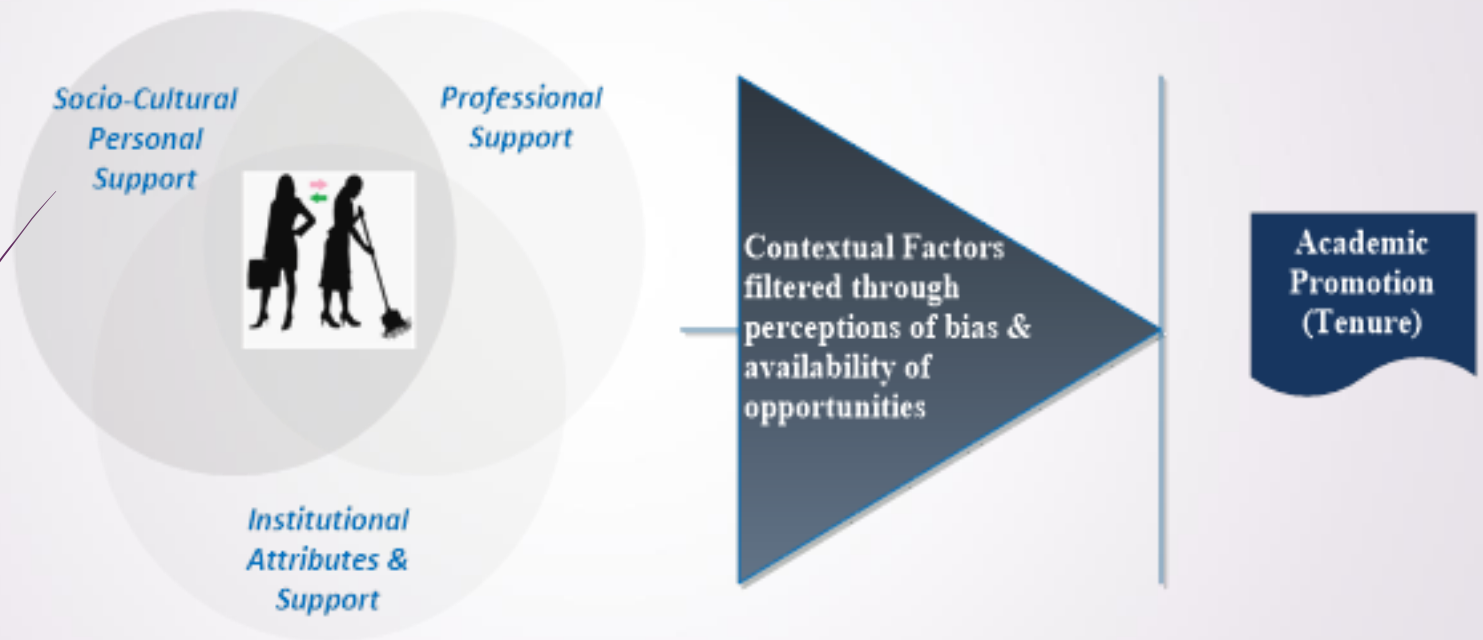 Socio-Cultural
Personal
Support
Professional
Support
Institutional
Attributes &
Support
Contextual Factors
filtered through
perceptions of bias &
availability of
opportunities
Academic
Promotion
(Tenure)